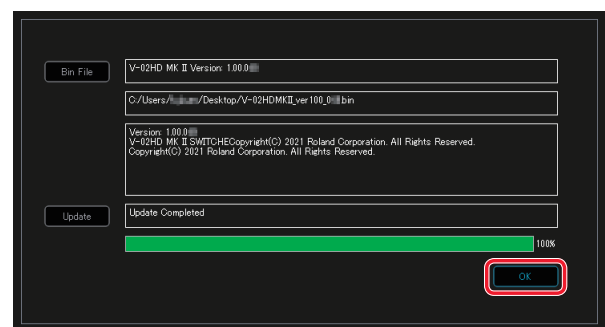 Bin File
V-02HD MK II Version: 1.00.0
C:/Users/ /Desktop/V-02HDMKII_ver100_0 .bin
Version: 1.00.0
V-02HD MK II SWITCHECopyright(C) 2021 Roland Corporation. All Rights Reserved.
Copyright(C) 2021 Roland Corporation. All Rights Reserved.
Update
Update Completed
100%
OK